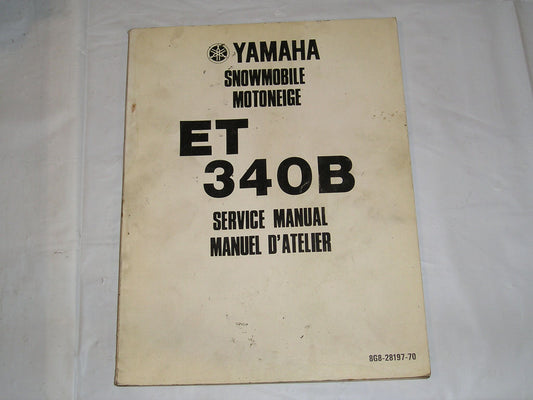 YAMAHA
SNOWMOBILE
MOTONEIGE
ET
340B
SERVICE MANUAL
MANUEL D'ATELIER
8G8-28197-70